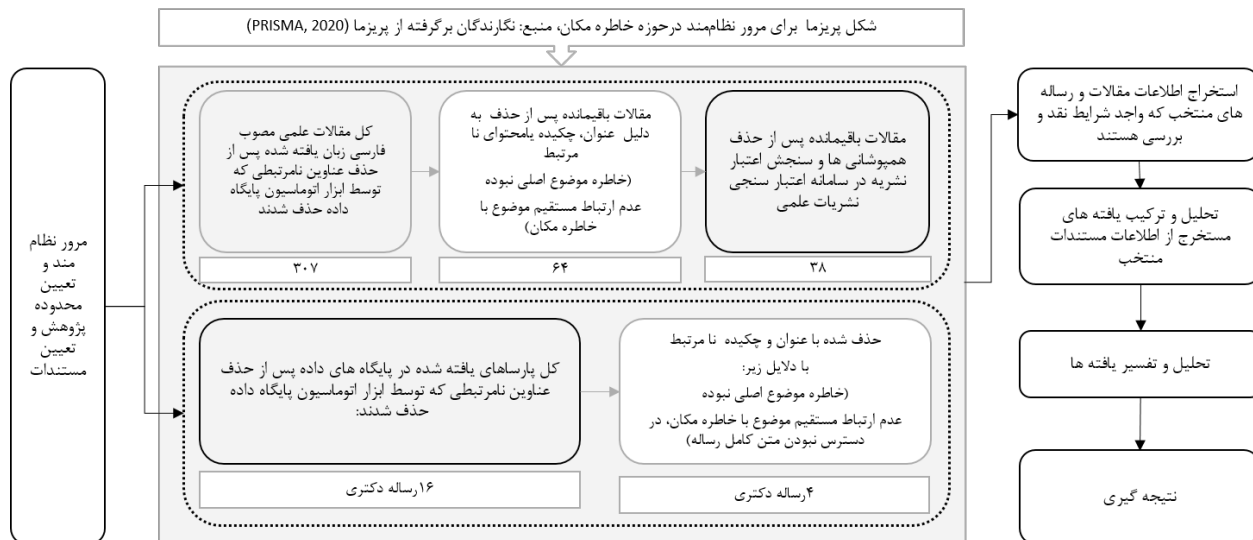 شکل پریزما برای مرور نظام‌مند درحوزه خاطره مکان، منبع: نگارندگان برگرفته از پریزما (PRISMA, 2020)
مرور نظام
مند و
تعیین
محدوده
پژوهش و
تعیین
مستندات
کل مقالات علمی مصوب
فارسی زبان یافته شده پس از
حذف عناوین نامرتبطی که
توسط ابزار اتوماسیون پایگاه
داده حذف شدند
۳۰۷
مقالات باقیمانده پس از حذف به
دلیل عنوان، چکیده یامحتوای نا
مرتبط
(خاطره موضوع اصلی نبوده
عدم ارتباط مستقیم موضوع با
خاطره مکان)
۶۴
مقالات باقیمانده پس از حذف
همپوشانی ها و سنجش اعتبار
نشریه در سامانه اعتبار سنجی
نشریات علمی
۳۸
کل پارساهای یافته شده در پایگاه های داده پس از حذف
عناوین نامرتبطی که توسط ابزار اتوماسیون پایگاه داده
حذف شدند:
۱۶رساله دکتری
حذف شده با عنوان و چکیده نا مرتبط
با دلایل زیر:
(خاطره موضوع اصلی نبوده
عدم ارتباط مستقیم موضوع با خاطره مکان، در
دسترس نبودن متن کامل رساله)
۴رساله دکتری
استخراج اطلاعات مقالات و رساله
های منتخب که واجد شرایط نقد و
بررسی هستند
تحلیل و ترکیب یافته های
مستخرج از اطلاعات مستندات
منتخب
تحلیل و تفسیر یافته ها
نتیجه گیری